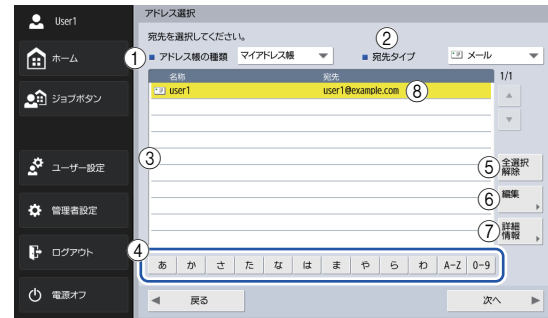 User1
ホーム
ジョブボタン
ユーザー設定
管理者設定
ログアウト
電源オフ
アドレス選択
宛先を選択してください。
① ■ アドレス帳の種類 マイアドレス帳 ▼
② ■ 宛先タイプ メール ▼
名称 宛先 1/1
user1 user1@example.com ⑧
③
⑤ 全選択
解除
⑥ 編集
⑦ 詳細
情報
④
あ か さ た な は ま や ら わ A-Z 0-9
◀ 戻る 次へ ▶